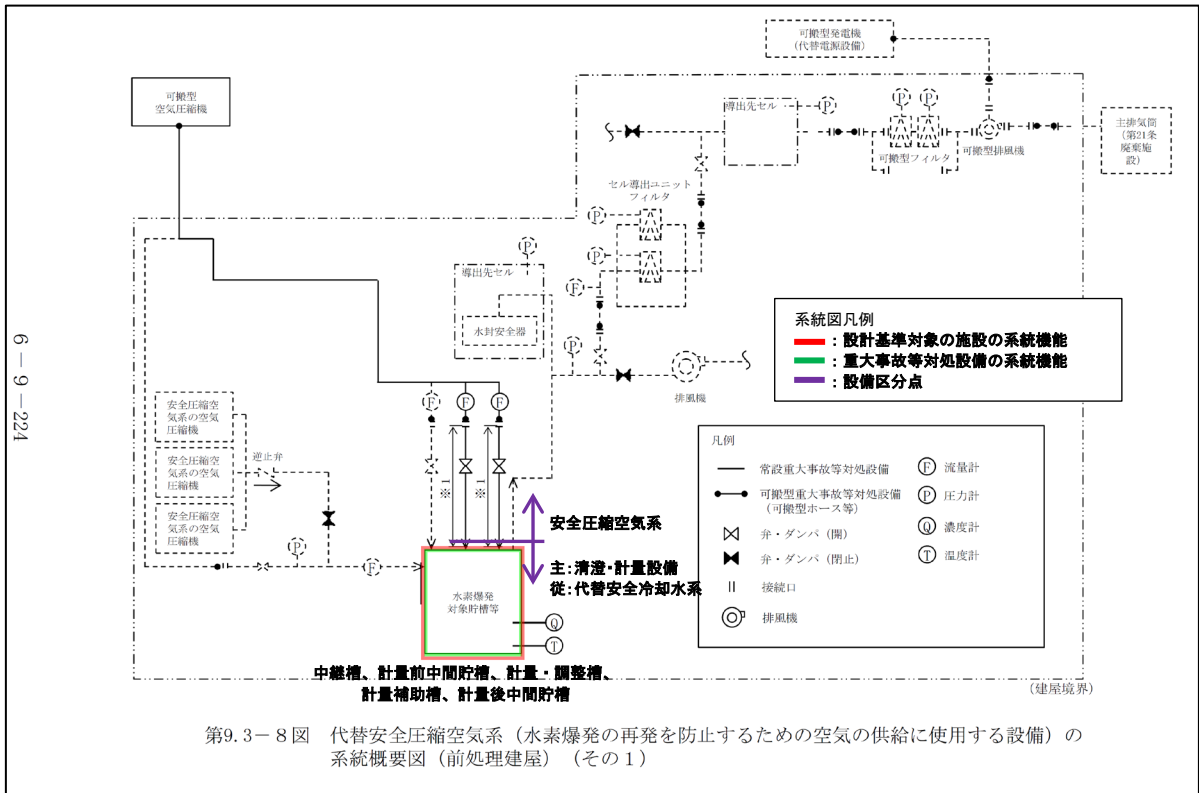 可搬型発電機
（代替電源設備）
可搬型
空気圧縮機
導出先セル
P
P
P
可搬型フィルタ
可搬型排風機
主排気筒
（第21条
廃棄施
設）
セル導出ユニット
フィルタ
P
P
F
P
導出先セル
水封安全器
P
排風機
系統図凡例
：設計基準対象の施設の系統機能
：重大事故等対処設備の系統機能
：設備区分点
6－9－224
F
F
F
安全圧縮空
気系の空気
圧縮機
安全圧縮空
気系の空気
圧縮機
安全圧縮空
気系の空気
圧縮機
逆止弁
P
F
※1
※1
安全圧縮空気系
主：清澄・計量設備
従：代替安全冷却水系
水素爆発
対象貯槽等
Q
T
中継槽、計量前中間貯槽、計量・調整槽、
計量補助槽、計量後中間貯槽
凡例
常設重大事故等対処設備
可搬型重大事故等対処設備
（可搬型ホース等）
弁・ダンパ（開）
弁・ダンパ（閉止）
接続口
排風機
F 流量計
P 圧力計
Q 濃度計
T 温度計
（建屋境界）
第9.3－8図　代替安全圧縮空気系（水素爆発の再発を防止するための空気の供給に使用する設備）の
系統概要図（前処理建屋）（その１）